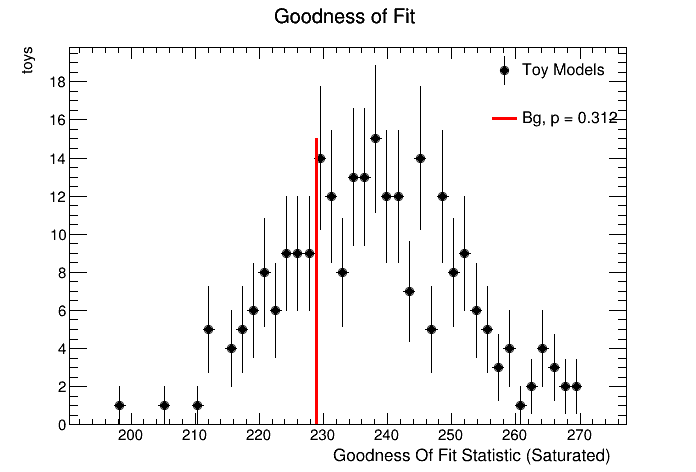 Goodness of Fit
toys
Toy Models
Bg, p = 0.312
18
16
14
12
10
8
6
4
2
0
200 210 220 230 240 250 260 270
Goodness Of Fit Statistic (Saturated)